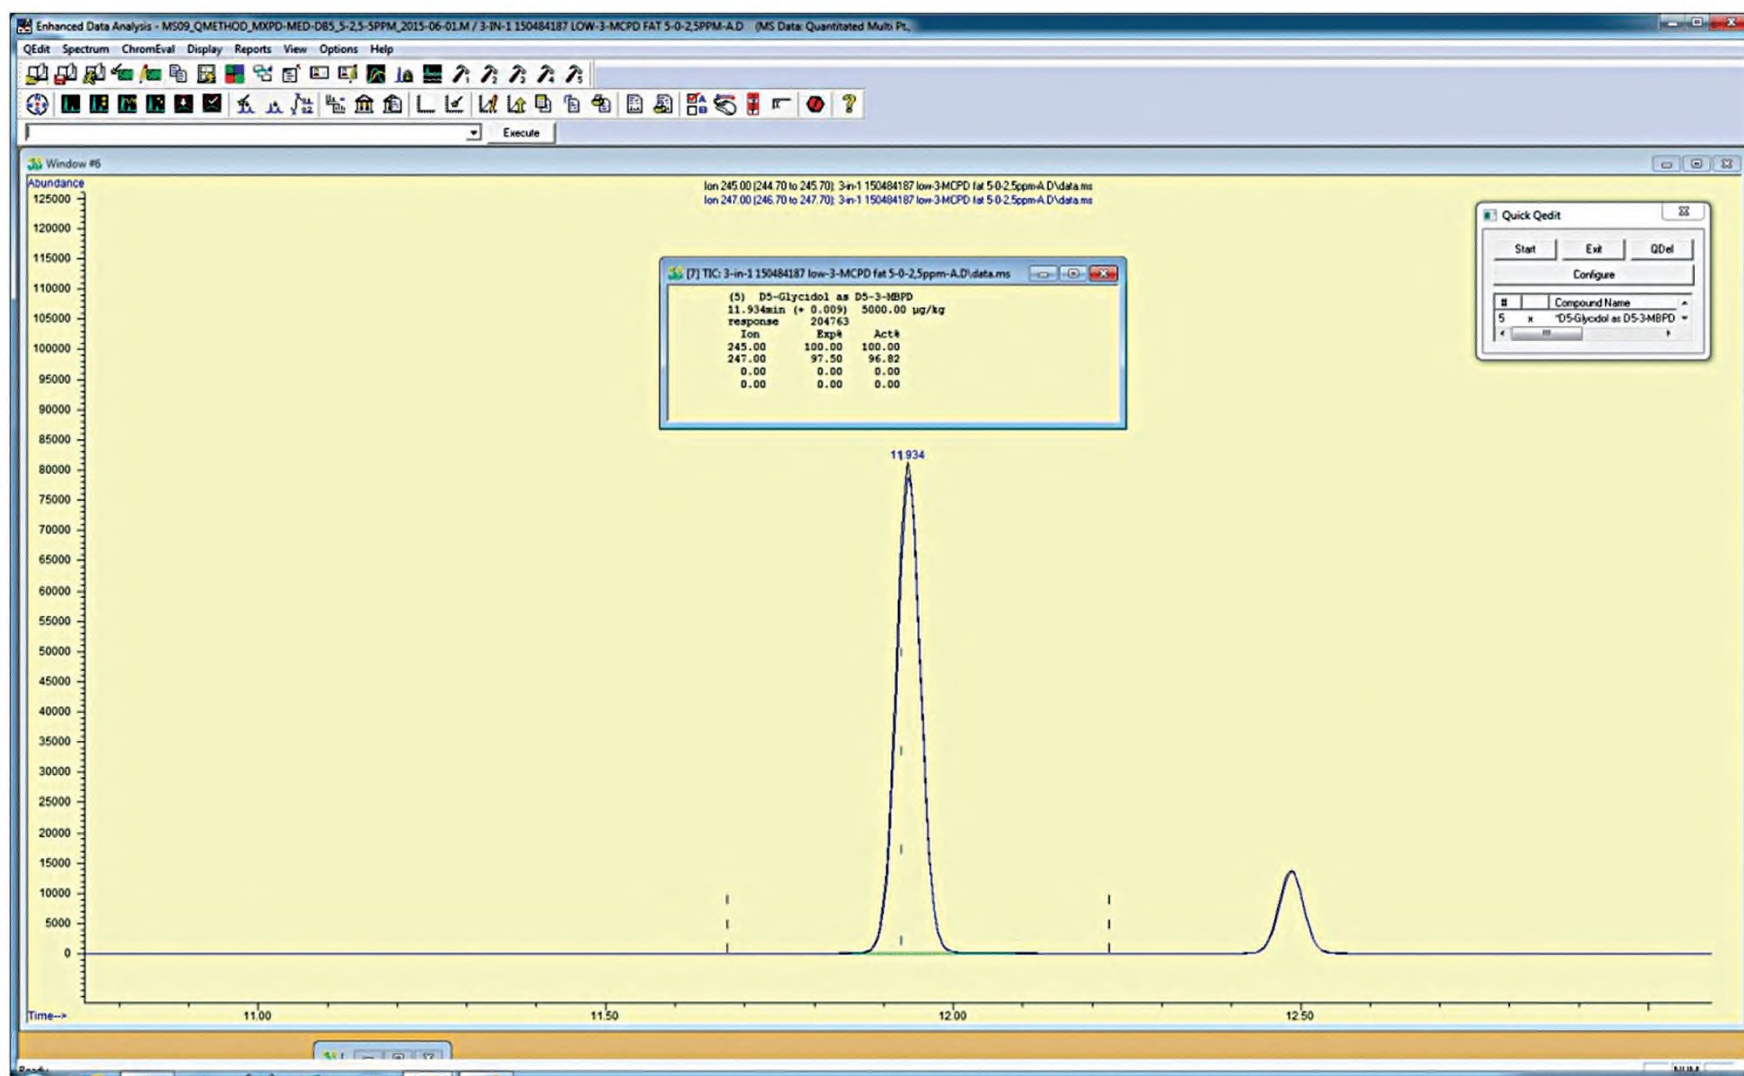 Enhanced Data Analysis - MS09_QMETHOD_MXPD-MED-DB5_5-2,5-5PPM_2015-06-01.M / 3-IN-1 150484187 LOW-3-MCPD FAT 5-0-2,5PPM-A.D (MS Data: Quantitated Multi Pt.,
QEdit Spectrum ChromEval Display Reports View Options Help
Execute
Window #6
Abundance
Ion 245.00 (244.70 to 245.70): 3-in-1 150484187 low-3-MCPD fat 5-0-2,5ppm-A.D\data.ms
Ion 247.00 (246.70 to 247.70): 3-in-1 150484187 low-3-MCPD fat 5-0-2,5ppm-A.D\data.ms
125000
120000
115000
110000
105000
100000
95000
90000
85000
80000
75000
70000
65000
60000
55000
50000
45000
40000
35000
30000
25000
20000
15000
10000
5000
0
Quick Qedit
Start Exit QDel
Configure
# Compound Name
5 x *D5-Glycidol as D5-3-MBPD
[7] TIC: 3-in-1 150484187 low-3-MCPD fat 5-0-2,5ppm-A.D\data.ms
(5) D5-Glycidol as D5-3-MBPD
11.934min (+ 0.009) 5000.00 µg/kg
response 204763
Ion Exp% Act%
245.00 100.00 100.00
247.00 97.50 96.82
0.00 0.00 0.00
0.00 0.00 0.00
11.934
Time-->
11.00 11.50 12.00 12.50